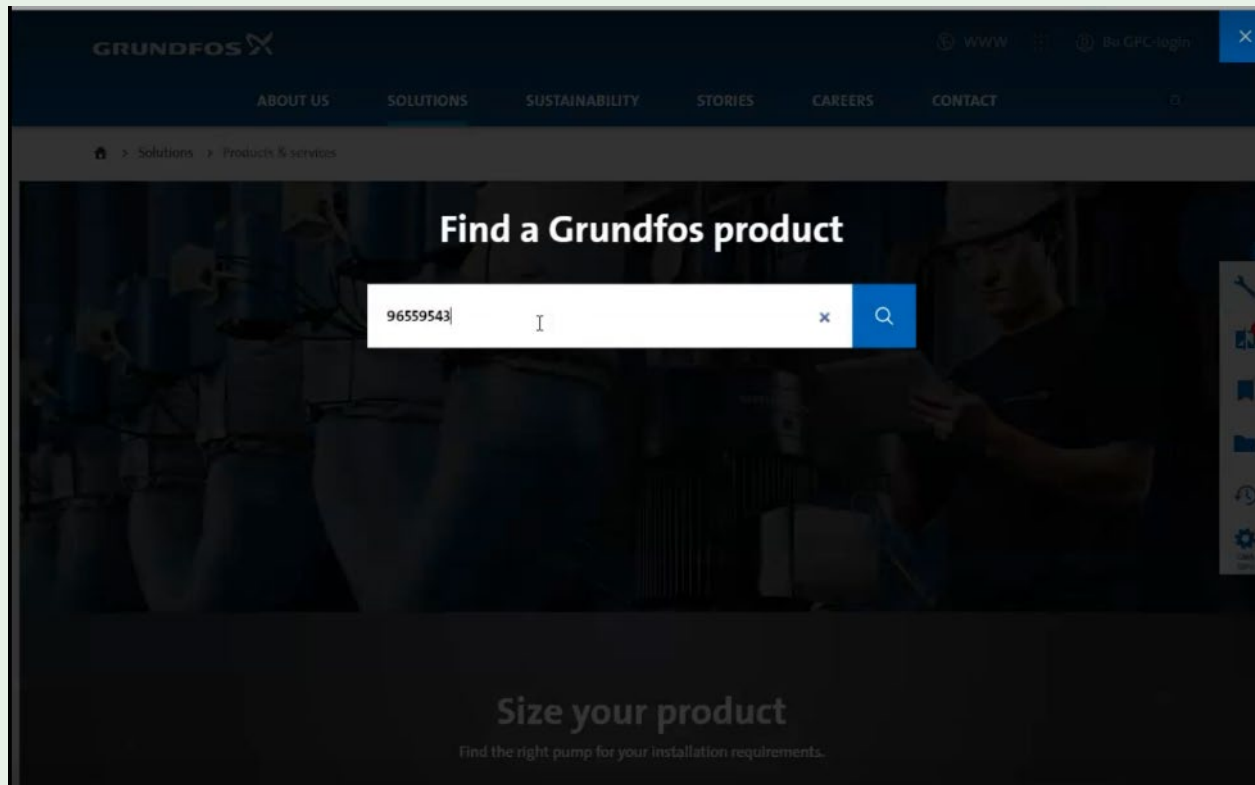 GRUNDFOS
WWW
Bo GPC-login
ABOUT US SOLUTIONS SUSTAINABILITY STORIES CAREERS CONTACT
> Solutions > Products & services
Find a Grundfos product
96559543
Size your product
Find the right pump for your installation requirements.